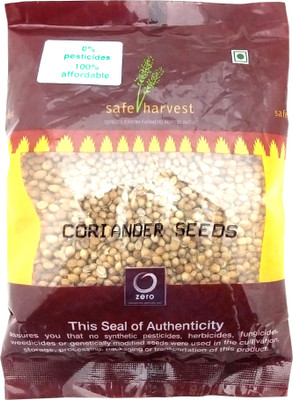 0%
pesticides
100%
affordable
safe harvest
safe
CORIANDER SEEDS
zero
This Seal of Authenticity
assures you that no synthetic pesticides, herbicides, fungicides,
weedicides or genetically modified seeds were used in the cultivation,
storage, processing, packaging or transportation of this product.